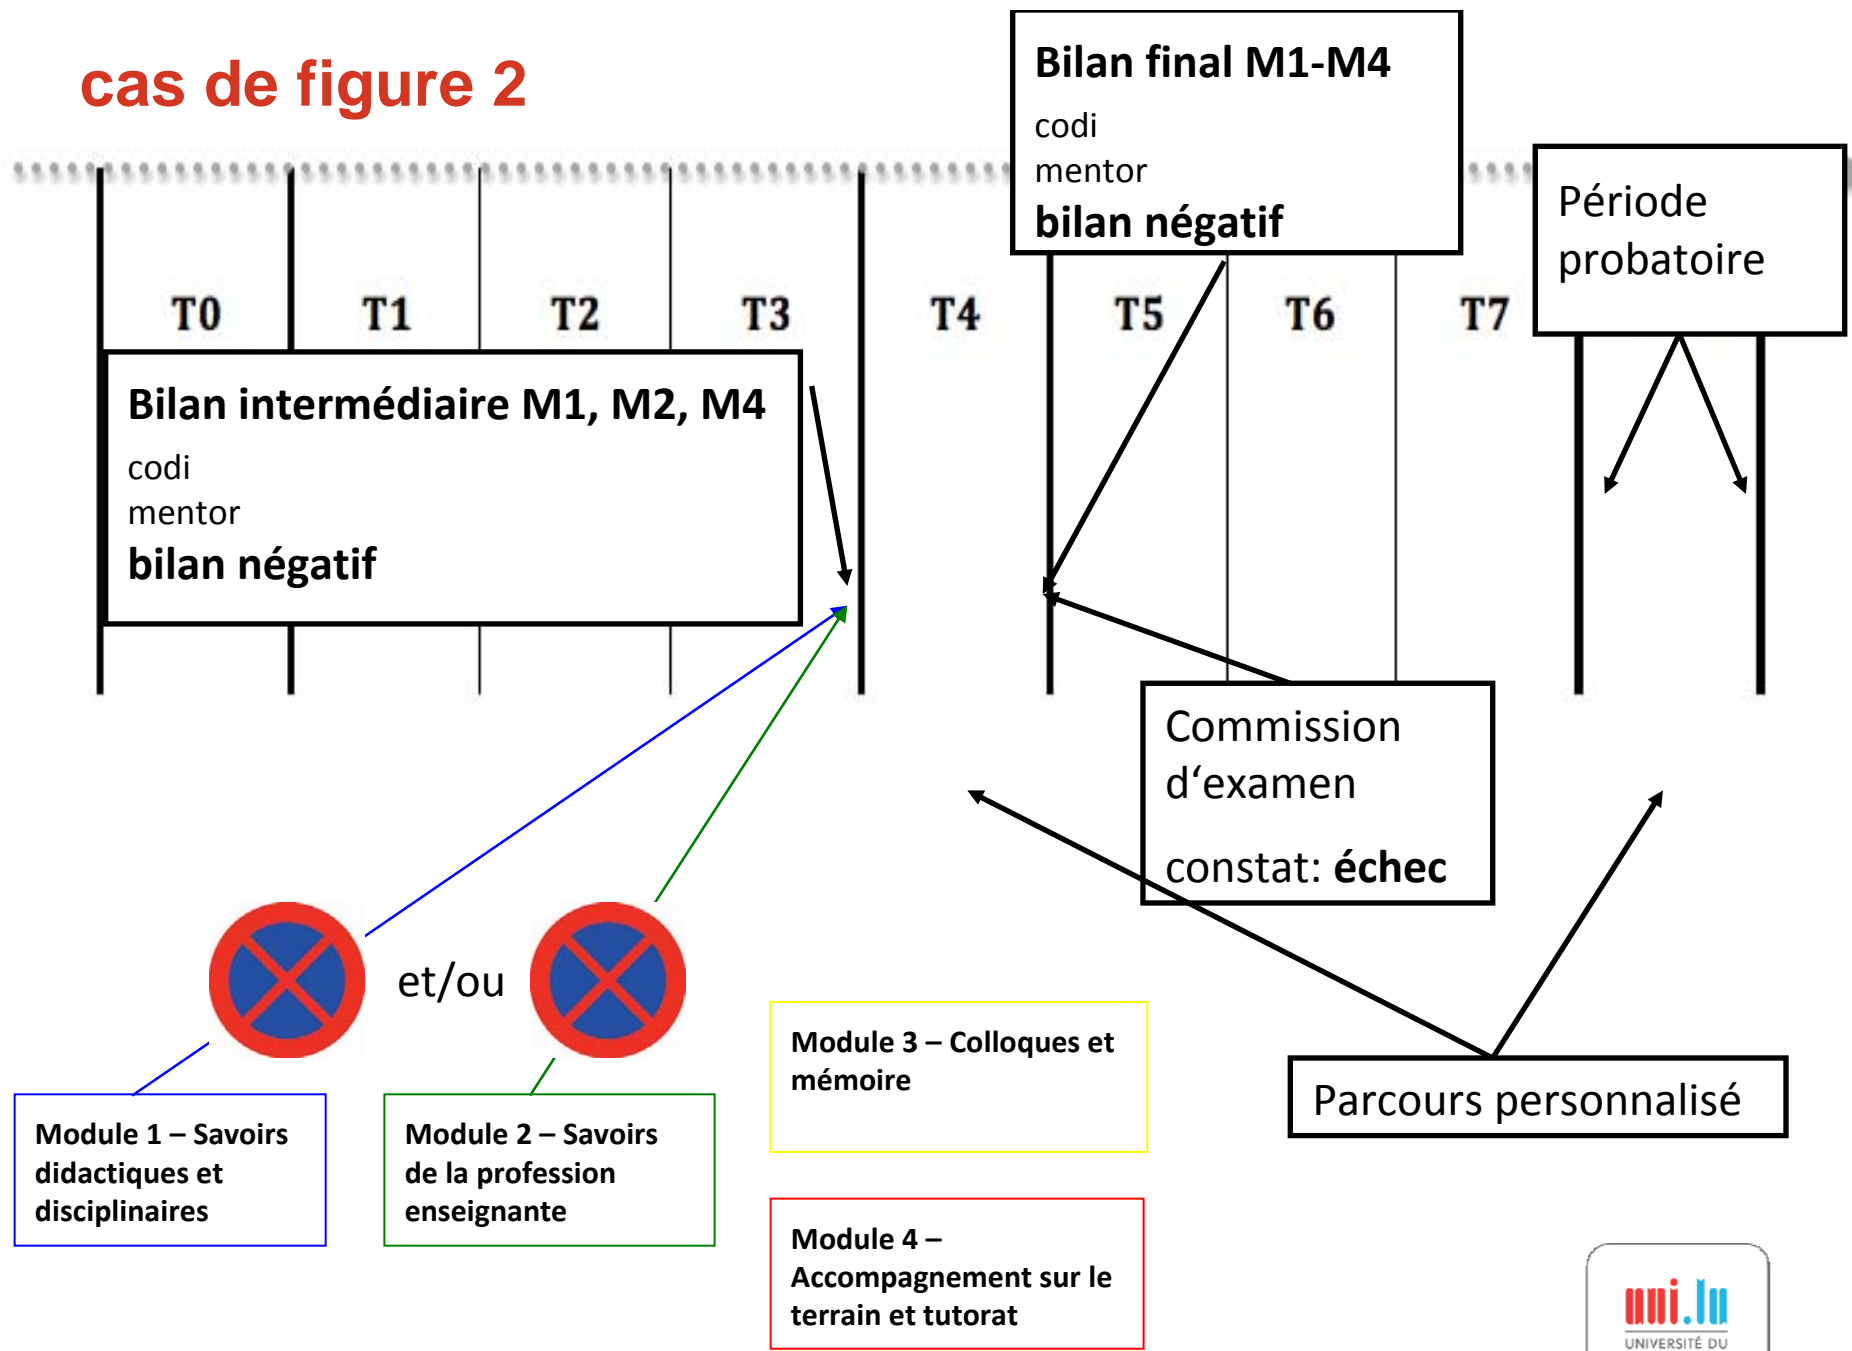 cas de figure 2
Bilan final M1-M4
codi
mentor
bilan négatif
Période
probatoire
T0
T1
T2
T3
T4
T5
T6
T7
Bilan intermédiaire M1, M2, M4
codi
mentor
bilan négatif
Commission
d‘examen
constat: échec
et/ou
Parcours personnalisé
Module 1 – Savoirs
didactiques et
disciplinaires
Module 2 – Savoirs
de la profession
enseignante
Module 3 – Colloques et
mémoire
Module 4 –
Accompagnement sur le
terrain et tutorat
uni.lu
UNIVERSITÉ DU